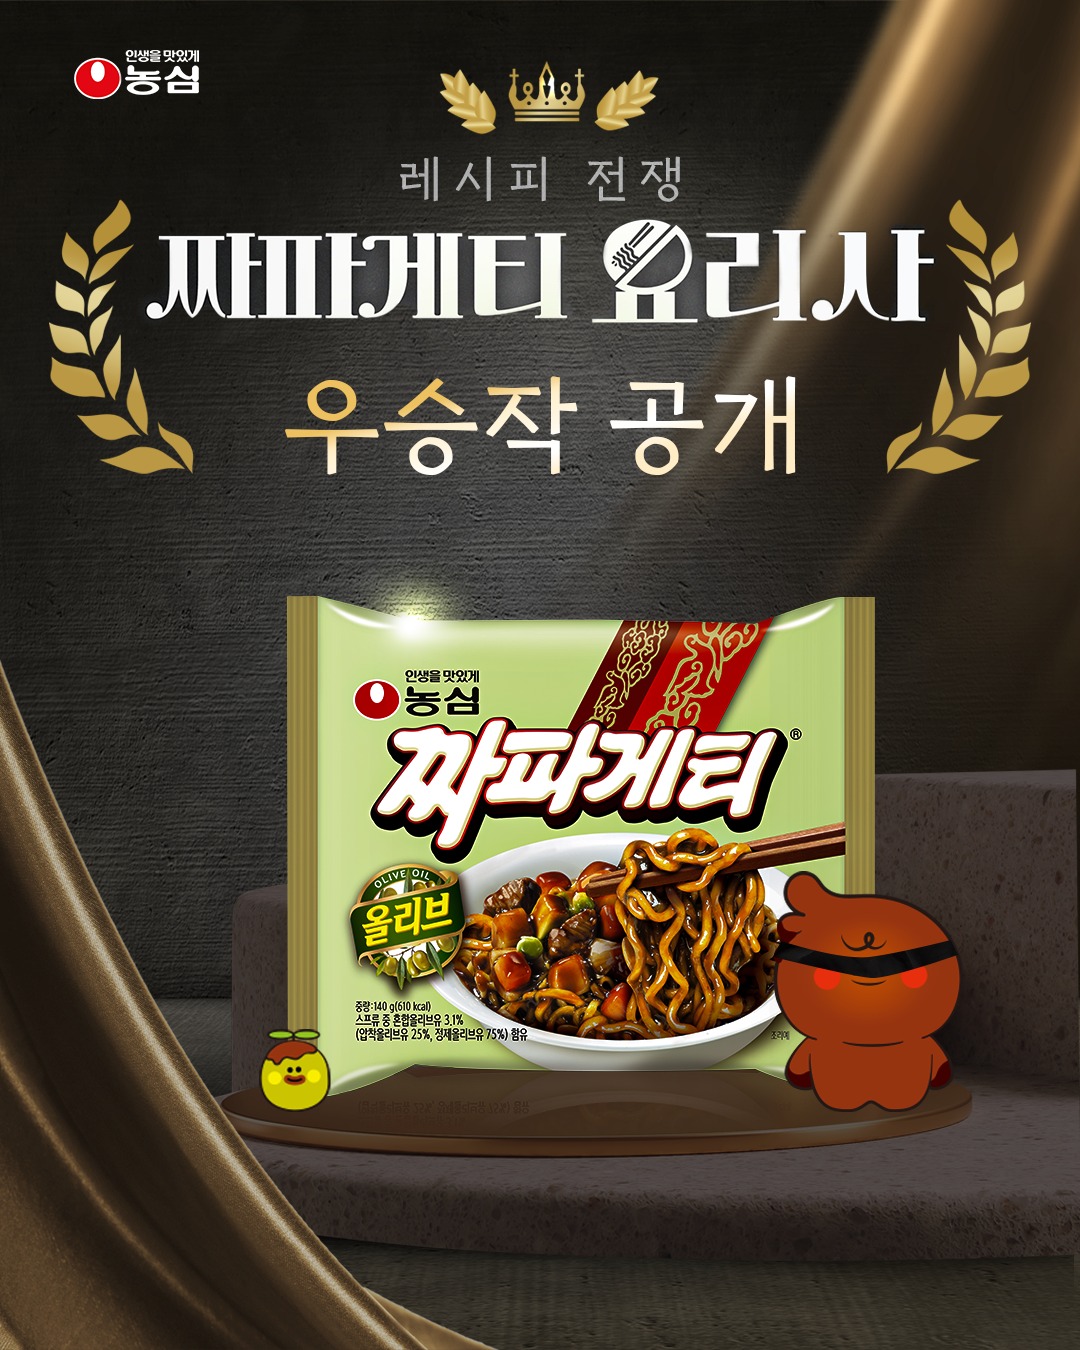 인생을 맛있게
농심
레시피 전쟁
짜파게티 요리사
우승작 공개
인생을 맛있게
농심
짜파게티®
OLIVE OIL
올리브
중량:140 g(610 kcal)
스프류 중 혼합올리브유 3.1%
(압착올리브유 25%, 정제올리브유 75%) 함유
조리예